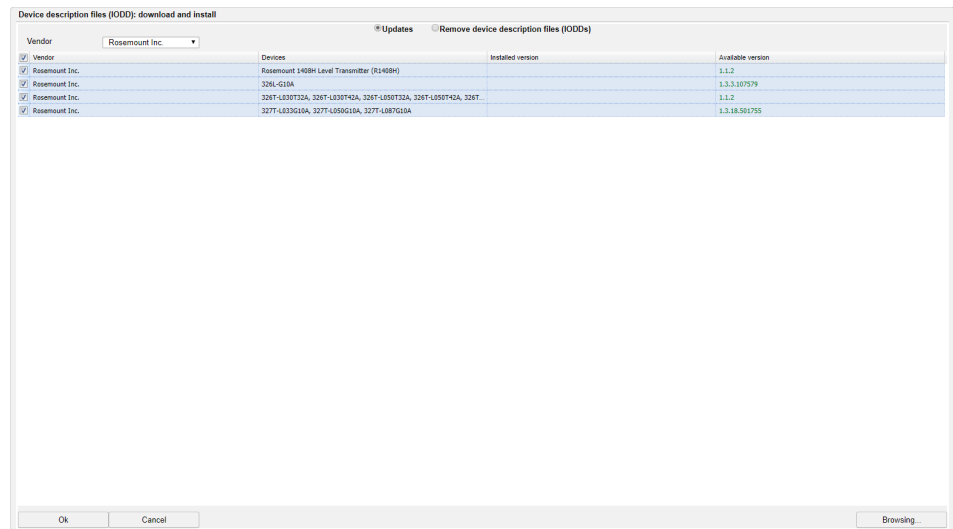 Device description files (IODD): download and install
Updates Remove device description files (IODDs)
Vendor Rosemount Inc.
Vendor Devices Installed version Available version
Rosemount Inc. Rosemount 1408H Level Transmitter (R1408H) 1.1.2
Rosemount Inc. 326L-G10A 1.3.3.107579
Rosemount Inc. 326T-L030T32A, 326T-L030T42A, 326T-L050T32A, 326T-L050T42A, 326T... 1.1.2
Rosemount Inc. 327T-L033G10A, 327T-L050G10A, 327T-L087G10A 1.3.18.501755
Ok Cancel Browsing...